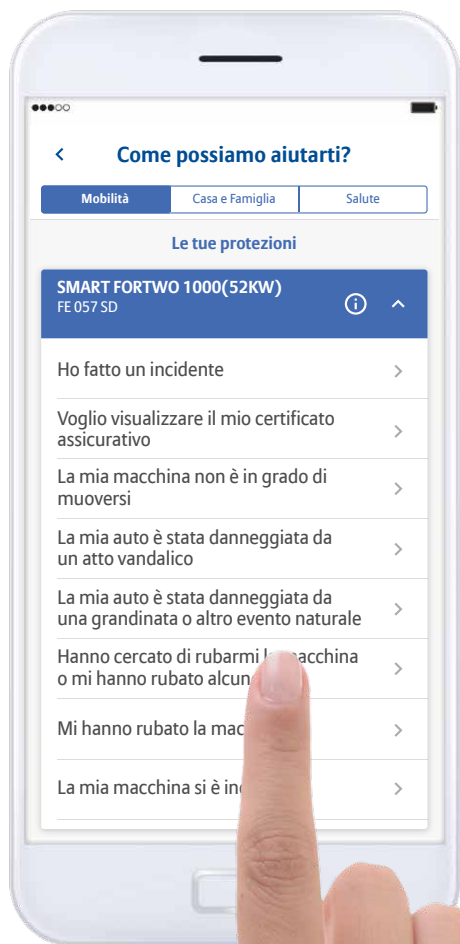 Come possiamo aiutarti?
Mobilità
Casa e Famiglia
Salute
Le tue protezioni
SMART FORTWO 1000(52KW)
FE 057 SD
Ho fatto un incidente
Voglio visualizzare il mio certificato
assicurativo
La mia macchina non è in grado di
muoversi
La mia auto è stata danneggiata da
un atto vandalico
La mia auto è stata danneggiata da
una grandinata o altro evento naturale
Hanno cercato di rubarmi la macchina
o mi hanno rubato
Mi hanno rubato la
La mia macchina si è